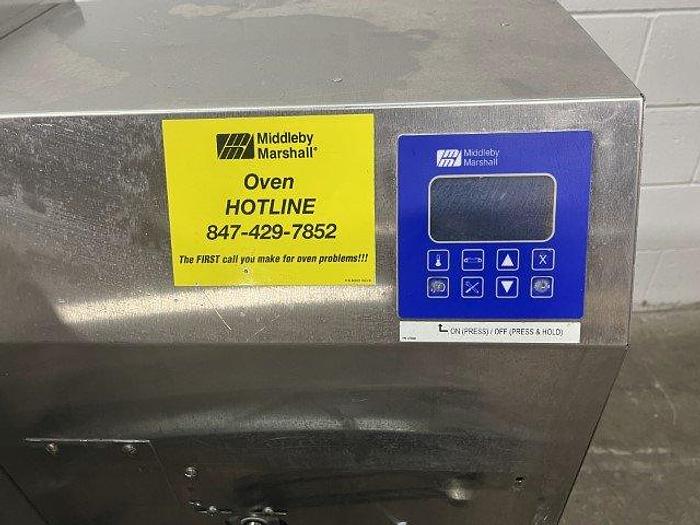 Middleby
Marshall®
Oven
HOTLINE
847-429-7852
The FIRST call you make for oven problems!!!
Middleby
Marshall
X
ON (PRESS) / OFF (PRESS & HOLD)